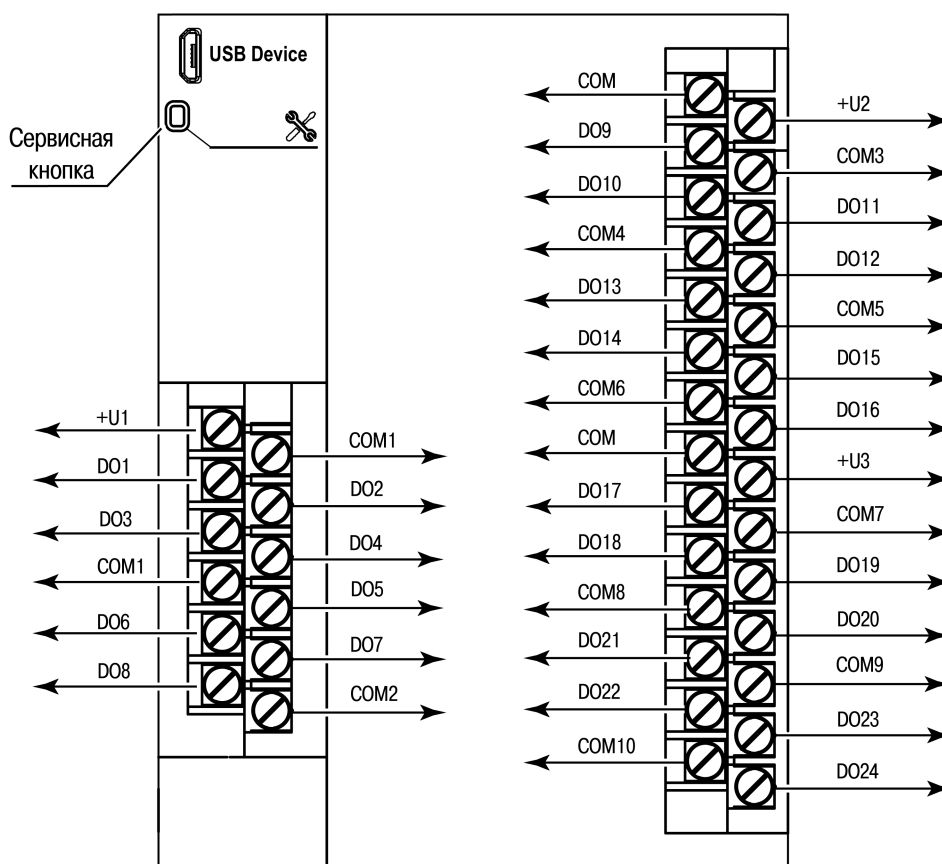 USB Device
Сервисная
кнопка
+U1
COM1
DO1
DO2
DO3
DO4
COM1
DO5
DO6
DO7
DO8
COM2
COM
+U2
DO9
COM3
DO10
DO11
COM4
DO12
DO13
COM5
DO14
DO15
COM6
DO16
COM
+U3
DO17
COM7
DO18
DO19
COM8
DO20
DO21
COM9
DO22
DO23
COM10
DO24